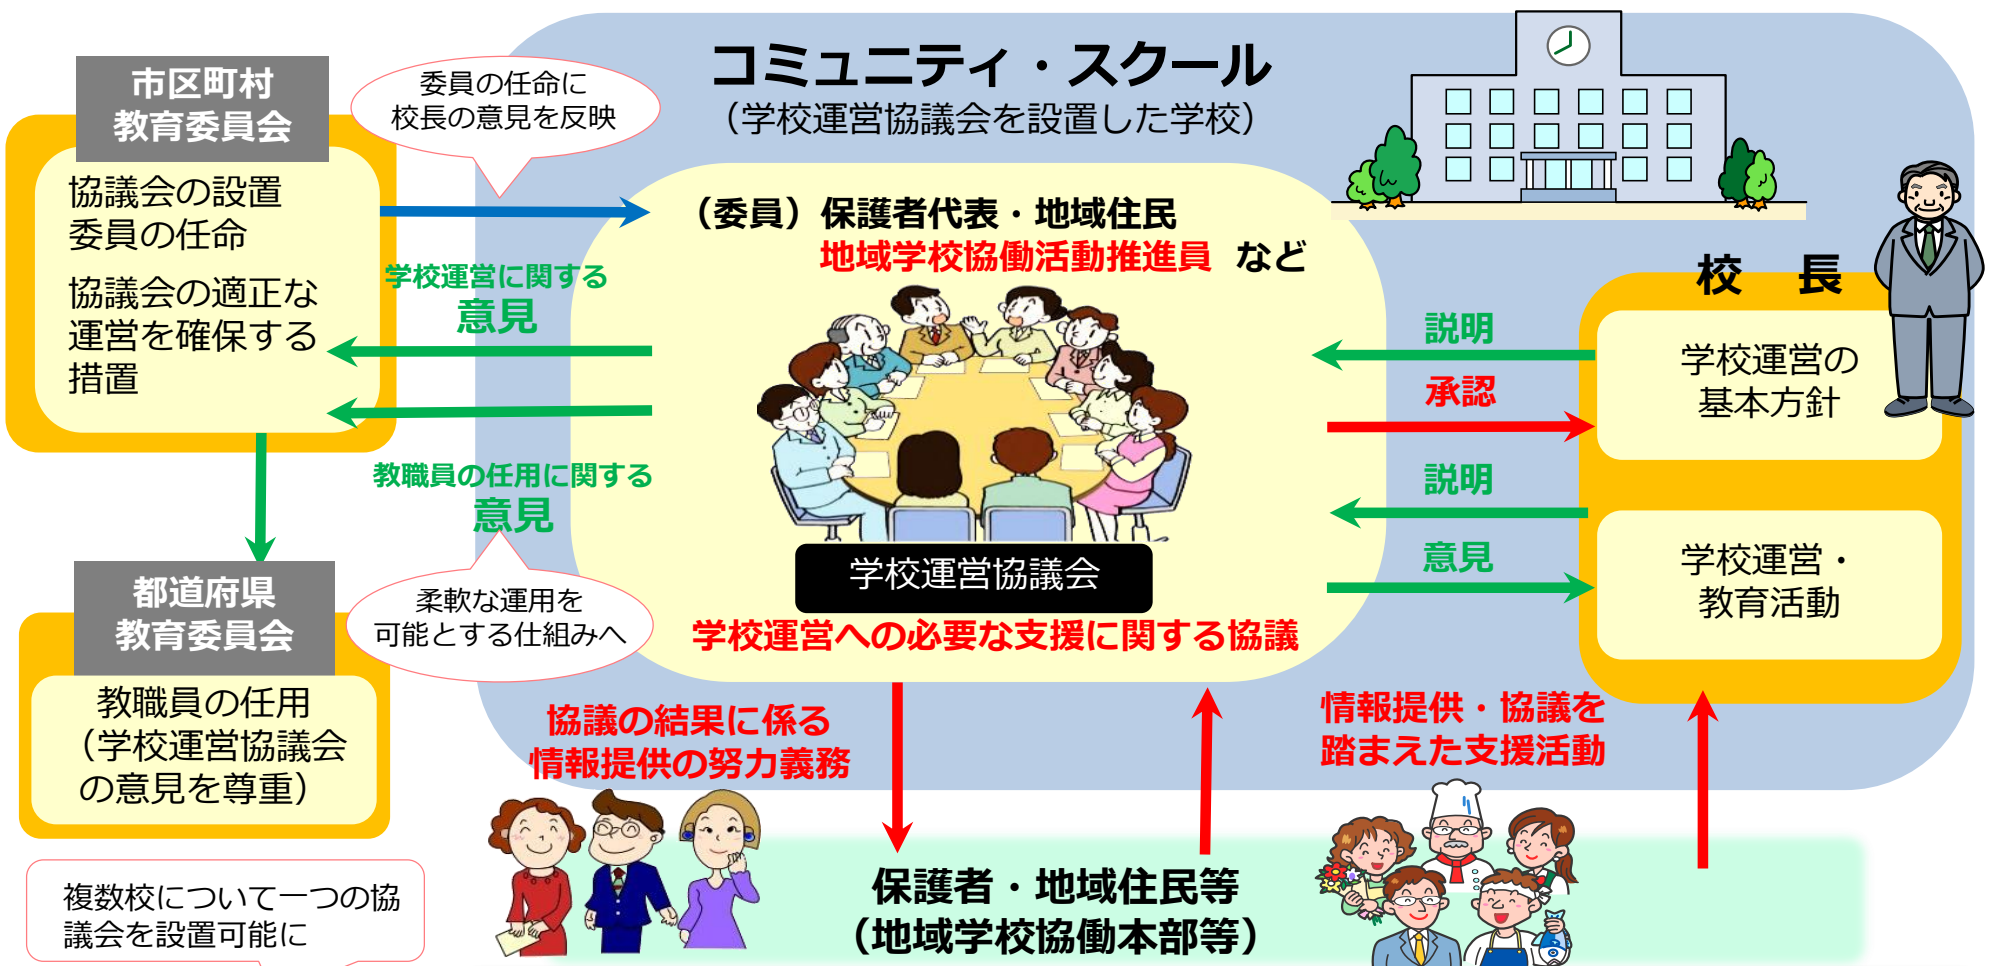 コミュニティ・スクール
（学校運営協議会を設置した学校）
市区町村
教育委員会
協議会の設置
委員の任命
協議会の適正な
運営を確保する
措置
委員の任命に
校長の意見を反映
（委員）保護者代表・地域住民
地域学校協働活動推進員 など
学校運営に関する
意見
教職員の任用に関する
意見
柔軟な運用を
可能とする仕組みへ
学校運営協議会
学校運営への必要な支援に関する協議
校 長
説明
承認
学校運営の
基本方針
説明
意見
学校運営・
教育活動
都道府県
教育委員会
教職員の任用
（学校運営協議会
の意見を尊重）
協議の結果に係る
情報提供の努力義務
情報提供・協議を
踏まえた支援活動
保護者・地域住民等
（地域学校協働本部等）
複数校について一つの協
議会を設置可能に